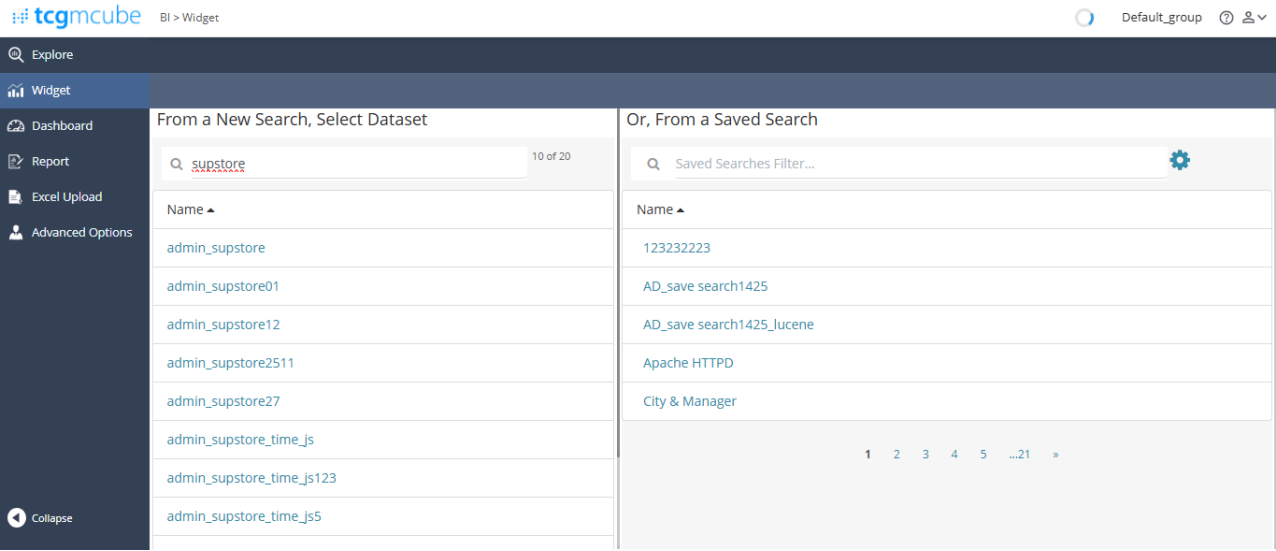 tcgmcube
BI > Widget
Default_group
Explore
Widget
Dashboard
Report
Excel Upload
Advanced Options
Collapse
From a New Search, Select Dataset
supstore
10 of 20
Name
admin_supstore
admin_supstore01
admin_supstore12
admin_supstore2511
admin_supstore27
admin_supstore_time_js
admin_supstore_time_js123
admin_supstore_time_js5
Or, From a Saved Search
Saved Searches Filter...
Name
123232223
AD_save search1425
AD_save search1425_lucene
Apache HTTPD
City & Manager
1 2 3 4 5 ...21 »